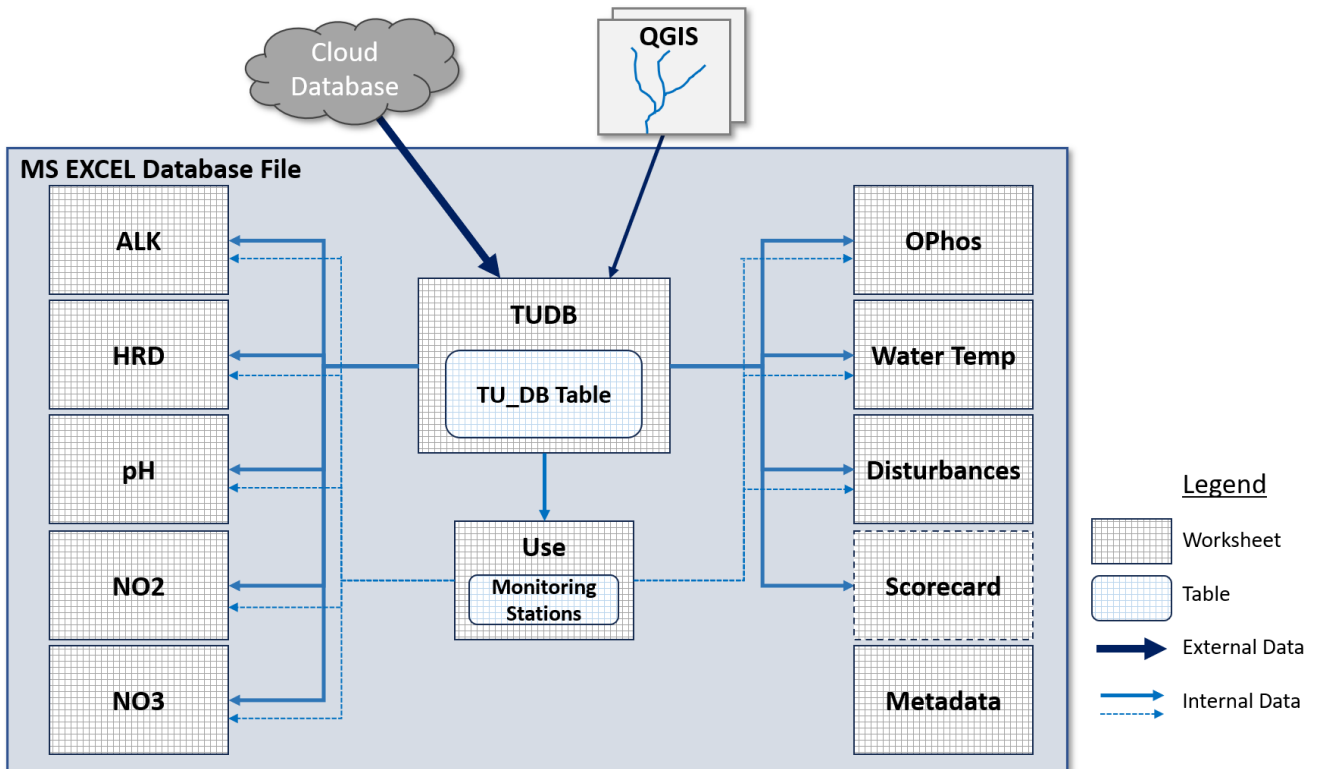 Cloud
Database
QGIS
MS EXCEL Database File
ALK
HRD
pH
NO2
NO3
TUDB
TU_DB Table
Use
Monitoring
Stations
OPhos
Water Temp
Disturbances
Scorecard
Metadata
Legend
Worksheet
Table
External Data
Internal Data